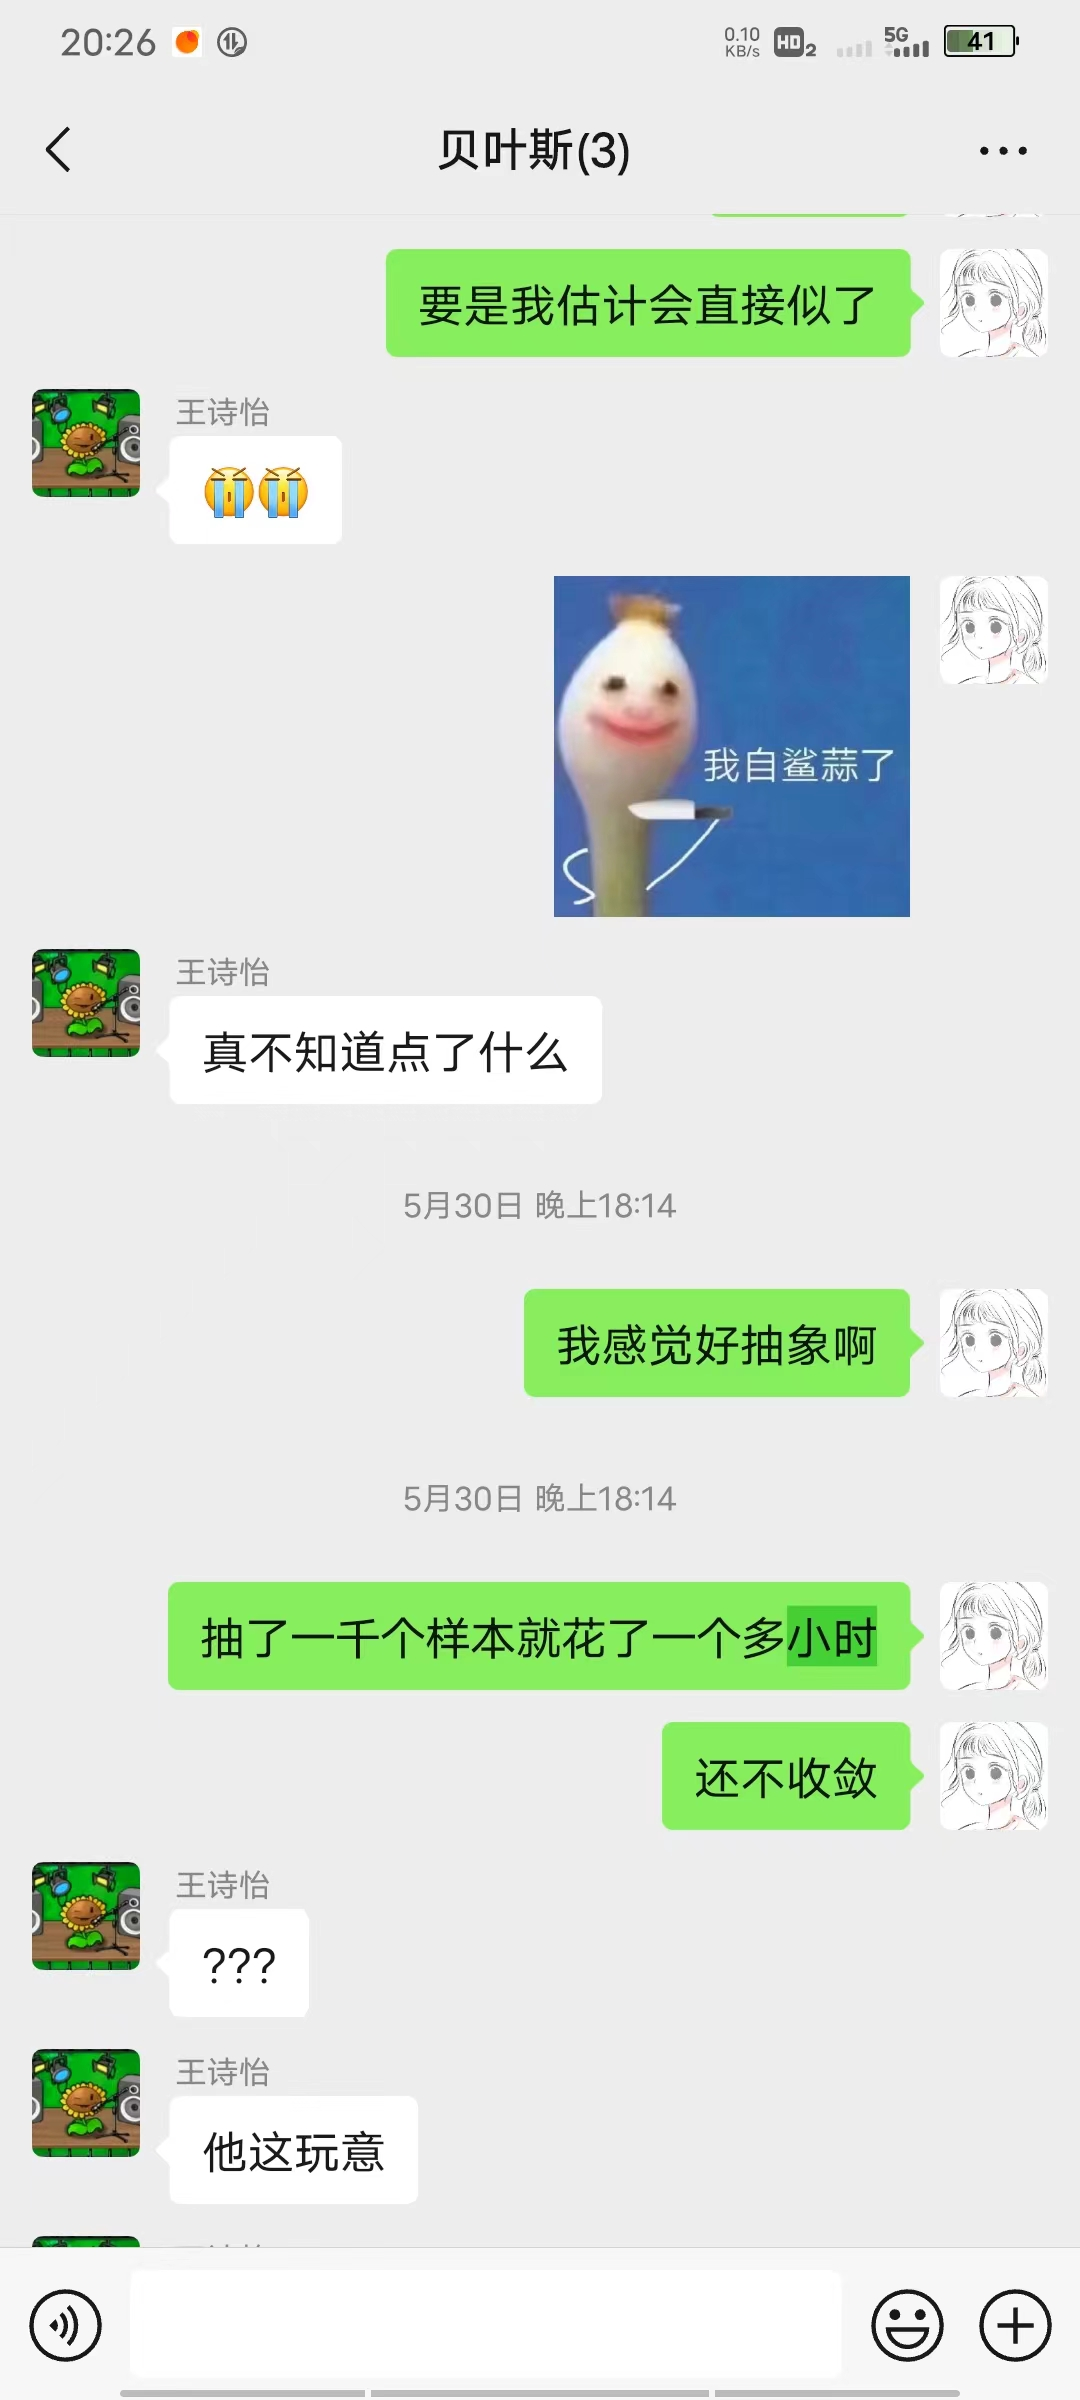 20:26
0.10
KB/s
HD 2
5G
41
贝叶斯(3)
要是我估计会直接似了
王诗怡
我自鲨蒜了
王诗怡
真不知道点了什么
5月30日 晚上18:14
我感觉好抽象啊
5月30日 晚上18:14
抽了一千个样本就花了一个多小时
还不收敛
王诗怡
???
王诗怡
他这玩意